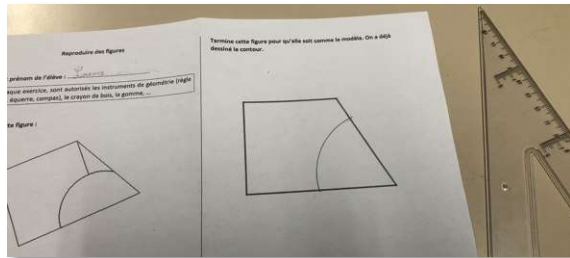 Reproduire des figures
prénom de l'élève :
aque exercice, sont autorisés les instruments de géométrie (règle
équerre, compas), le crayon de bois, la gomme, ...
te figure :
Termine cette figure pour qu'elle soit comme le modèle. On a déjà
dessiné le contour.